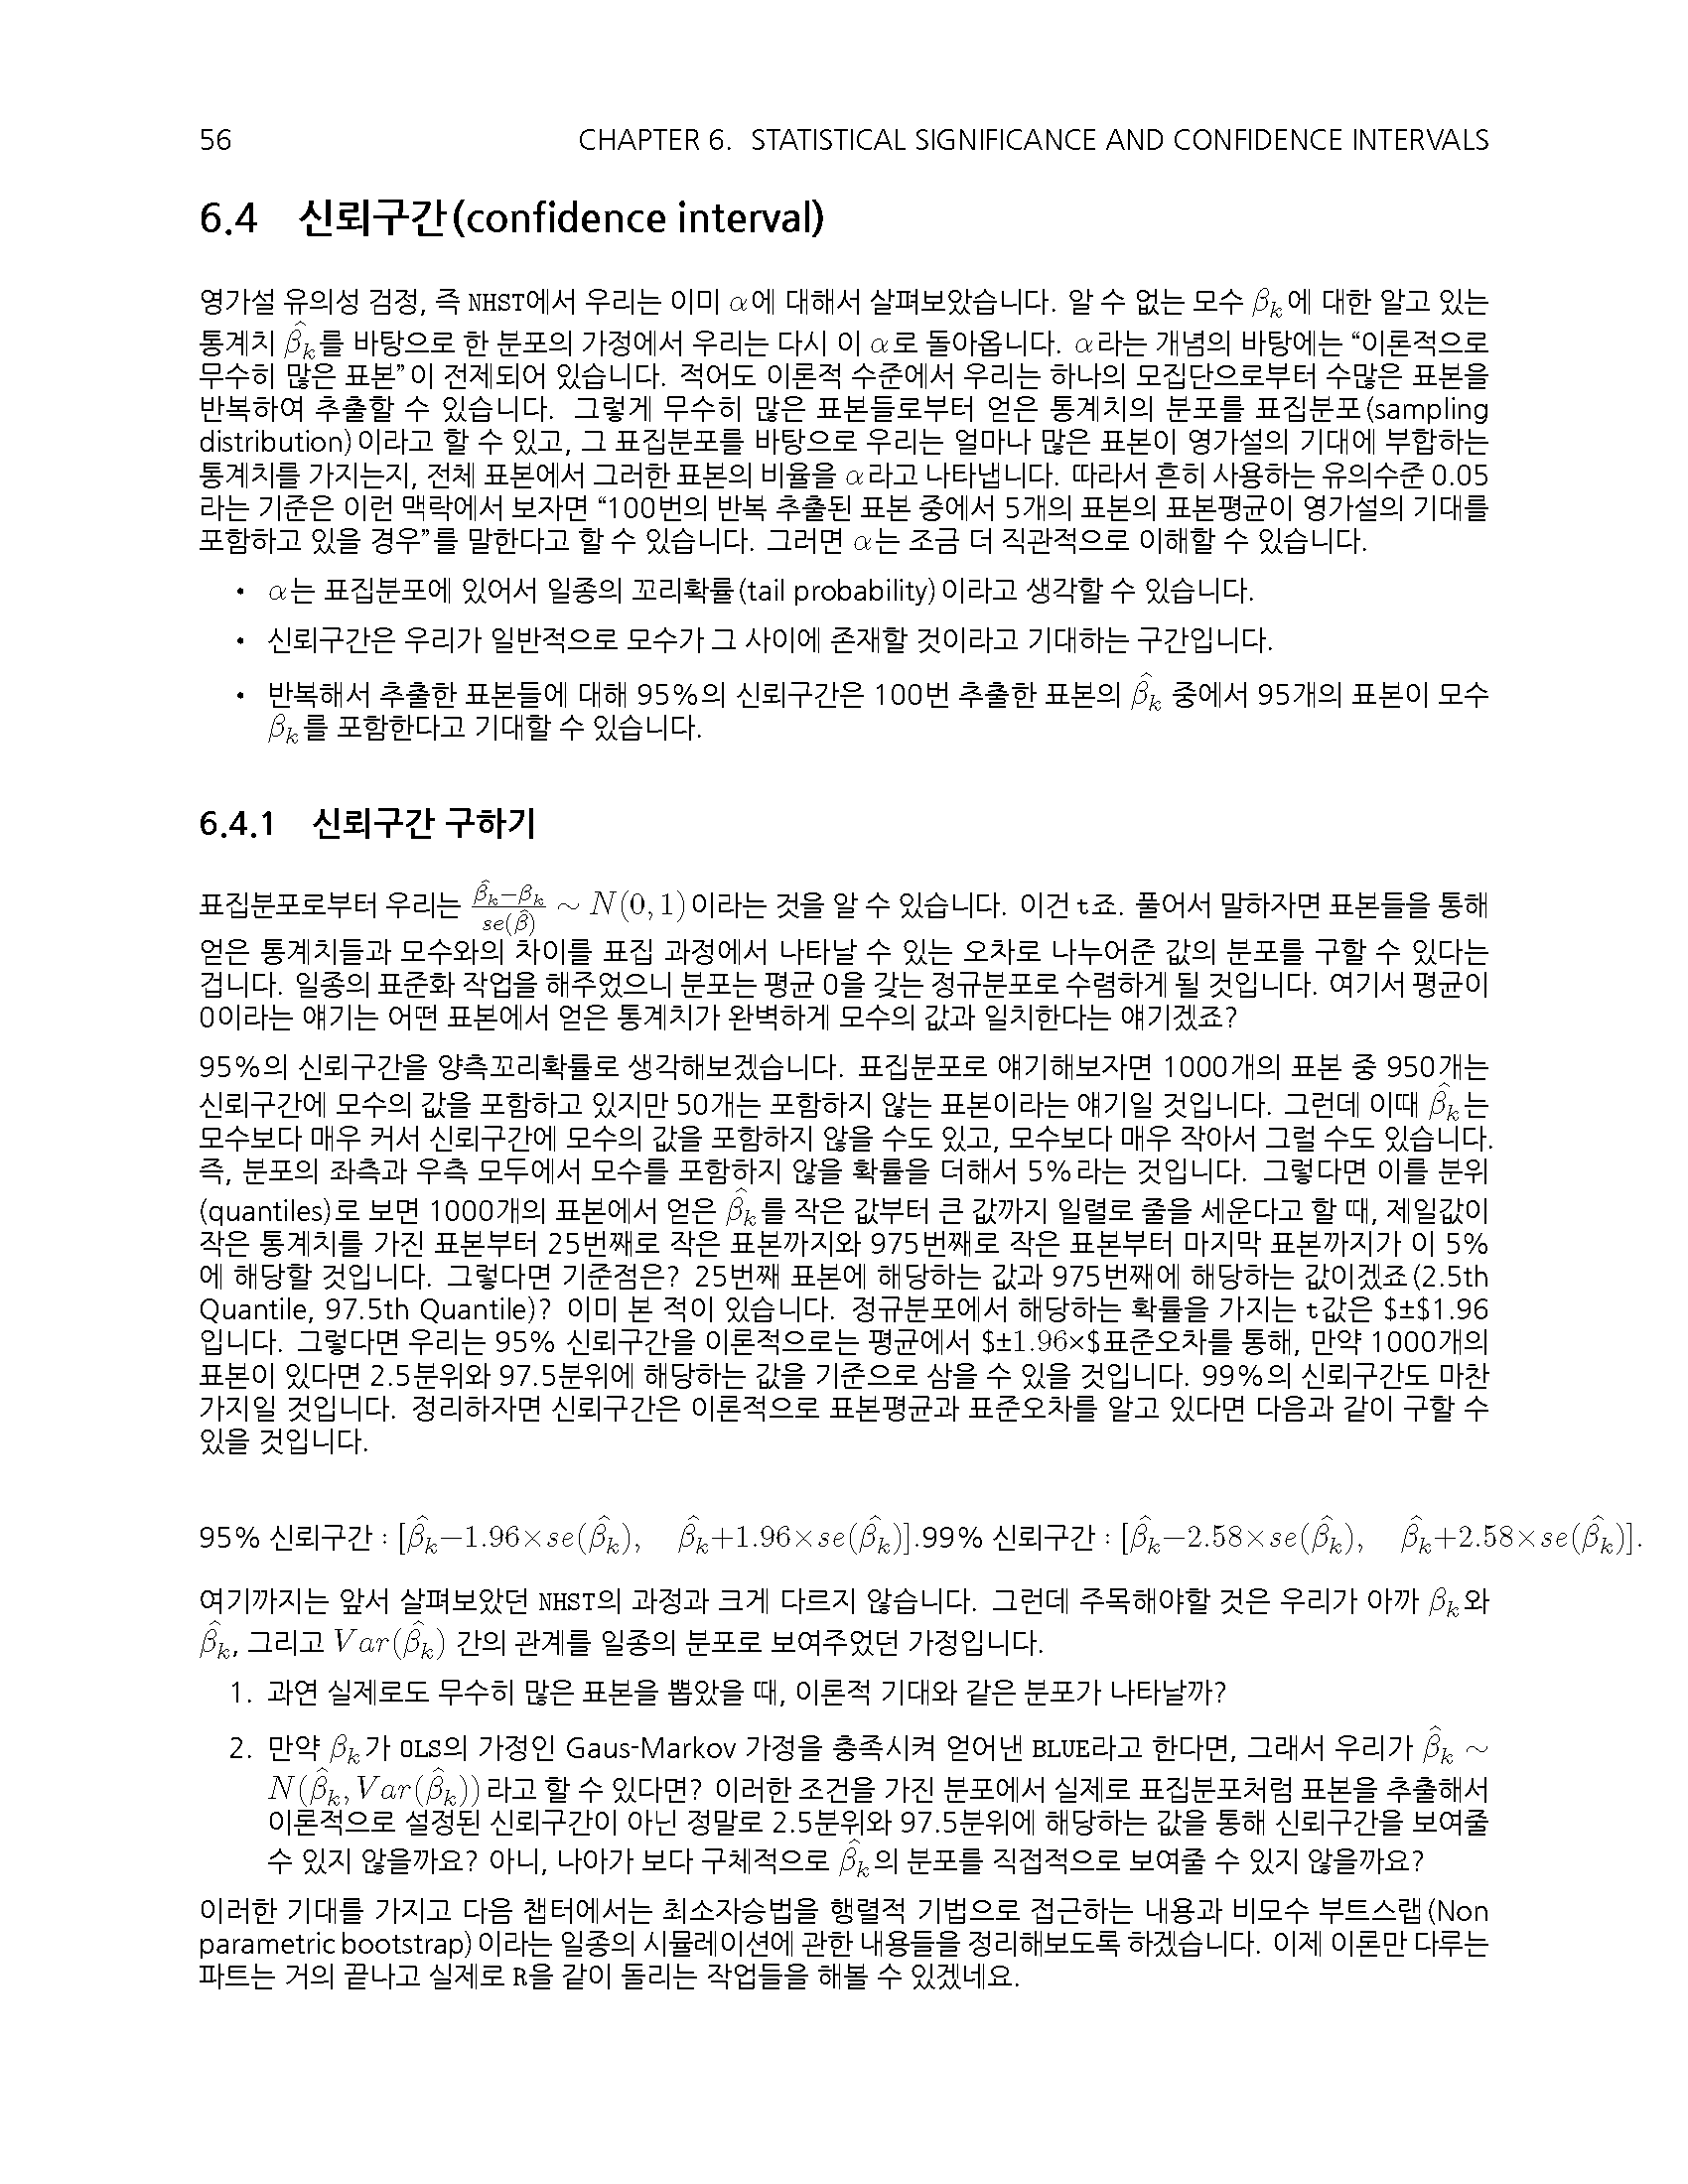 56 CHAPTER 6. STATISTICAL SIGNIFICANCE AND CONFIDENCE INTERVALS
6.4 신뢰구간(confidence interval)
영가설 유의성 검정, 즉 NHST에서 우리는 이미 α에 대해서 살펴보았습니다. 알 수 없는 모수 βₖ에 대한 알고 있는
통계치 β̂ₖ를 바탕으로 한 분포의 가정에서 우리는 다시 이 α로 돌아옵니다. α라는 개념의 바탕에는 “이론적으로
무수히 많은 표본”이 전제되어 있습니다. 적어도 이론적 수준에서 우리는 하나의 모집단으로부터 수많은 표본을
반복하여 추출할 수 있습니다. 그렇게 무수히 많은 표본들로부터 얻은 통계치의 분포를 표집분포(sampling
distribution)이라고 할 수 있고, 그 표집분포를 바탕으로 우리는 얼마나 많은 표본이 영가설의 기대에 부합하는
통계치를 가지는지, 전체 표본에서 그러한 표본의 비율을 α라고 나타냅니다. 따라서 흔히 사용하는 유의수준 0.05
라는 기준은 이런 맥락에서 보자면 “100번의 반복 추출된 표본 중에서 5개의 표본의 표본평균이 영가설의 기대를
포함하고 있을 경우”를 말한다고 할 수 있습니다. 그러면 α는 조금 더 직관적으로 이해할 수 있습니다.
• α는 표집분포에 있어서 일종의 꼬리확률(tail probability)이라고 생각할 수 있습니다.
• 신뢰구간은 우리가 일반적으로 모수가 그 사이에 존재할 것이라고 기대하는 구간입니다.
• 반복해서 추출한 표본들에 대해 95%의 신뢰구간은 100번 추출한 표본의 β̂ₖ 중에서 95개의 표본이 모수
βₖ를 포함한다고 기대할 수 있습니다.
6.4.1 신뢰구간 구하기
표집분포로부터 우리는 (β̂ₖ−βₖ)/se(β̂) ∼ N(0, 1)이라는 것을 알 수 있습니다. 이건 t죠. 풀어서 말하자면 표본들을 통해
얻은 통계치들과 모수와의 차이를 표집 과정에서 나타날 수 있는 오차로 나누어준 값의 분포를 구할 수 있다는
겁니다. 일종의 표준화 작업을 해주었으니 분포는 평균 0을 갖는 정규분포로 수렴하게 될 것입니다. 여기서 평균이
0이라는 얘기는 어떤 표본에서 얻은 통계치가 완벽하게 모수의 값과 일치한다는 얘기겠죠?
95%의 신뢰구간을 양측꼬리확률로 생각해보겠습니다. 표집분포로 얘기해보자면 1000개의 표본 중 950개는
신뢰구간에 모수의 값을 포함하고 있지만 50개는 포함하지 않는 표본이라는 얘기일 것입니다. 그런데 이때 β̂ₖ는
모수보다 매우 커서 신뢰구간에 모수의 값을 포함하지 않을 수도 있고, 모수보다 매우 작아서 그럴 수도 있습니다.
즉, 분포의 좌측과 우측 모두에서 모수를 포함하지 않을 확률을 더해서 5%라는 것입니다. 그렇다면 이를 분위
(quantiles)로 보면 1000개의 표본에서 얻은 β̂ₖ를 작은 값부터 큰 값까지 일렬로 줄을 세운다고 할 때, 제일값이
작은 통계치를 가진 표본부터 25번째로 작은 표본까지와 975번째로 작은 표본부터 마지막 표본까지가 이 5%
에 해당할 것입니다. 그렇다면 기준점은? 25번째 표본에 해당하는 값과 975번째에 해당하는 값이겠죠(2.5th
Quantile, 97.5th Quantile)? 이미 본 적이 있습니다. 정규분포에서 해당하는 확률을 가지는 t값은 $±$1.96
입니다. 그렇다면 우리는 95% 신뢰구간을 이론적으로는 평균에서 $±1.96×$표준오차를 통해, 만약 1000개의
표본이 있다면 2.5분위와 97.5분위에 해당하는 값을 기준으로 삼을 수 있을 것입니다. 99%의 신뢰구간도 마찬
가지일 것입니다. 정리하자면 신뢰구간은 이론적으로 표본평균과 표준오차를 알고 있다면 다음과 같이 구할 수
있을 것입니다.
95% 신뢰구간 : [β̂ₖ−1.96×se(β̂ₖ), β̂ₖ+1.96×se(β̂ₖ)].99% 신뢰구간 : [β̂ₖ−2.58×se(β̂ₖ), β̂ₖ+2.58×se(β̂ₖ)].
여기까지는 앞서 살펴보았던 NHST의 과정과 크게 다르지 않습니다. 그런데 주목해야할 것은 우리가 아까 βₖ와
β̂ₖ, 그리고 Var(β̂ₖ) 간의 관계를 일종의 분포로 보여주었던 가정입니다.
1. 과연 실제로도 무수히 많은 표본을 뽑았을 때, 이론적 기대와 같은 분포가 나타날까?
2. 만약 βₖ가 OLS의 가정인 Gaus-Markov 가정을 충족시켜 얻어낸 BLUE라고 한다면, 그래서 우리가 β̂ₖ ∼
N(β̂ₖ, Var(β̂ₖ))라고 할 수 있다면? 이러한 조건을 가진 분포에서 실제로 표집분포처럼 표본을 추출해서
이론적으로 설정된 신뢰구간이 아닌 정말로 2.5분위와 97.5분위에 해당하는 값을 통해 신뢰구간을 보여줄
수 있지 않을까요? 아니, 나아가 보다 구체적으로 β̂ₖ의 분포를 직접적으로 보여줄 수 있지 않을까요?
이러한 기대를 가지고 다음 챕터에서는 최소자승법을 행렬적 기법으로 접근하는 내용과 비모수 부트스랩(Non
parametric bootstrap)이라는 일종의 시뮬레이션에 관한 내용들을 정리해보도록 하겠습니다. 이제 이론만 다루는
파트는 거의 끝나고 실제로 R을 같이 돌리는 작업들을 해볼 수 있겠네요.